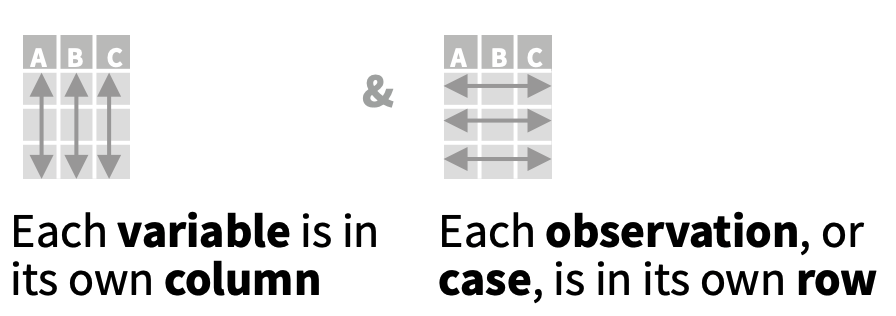 A B C
&
A B C
Each variable is in
its own column
Each observation, or
case, is in its own row